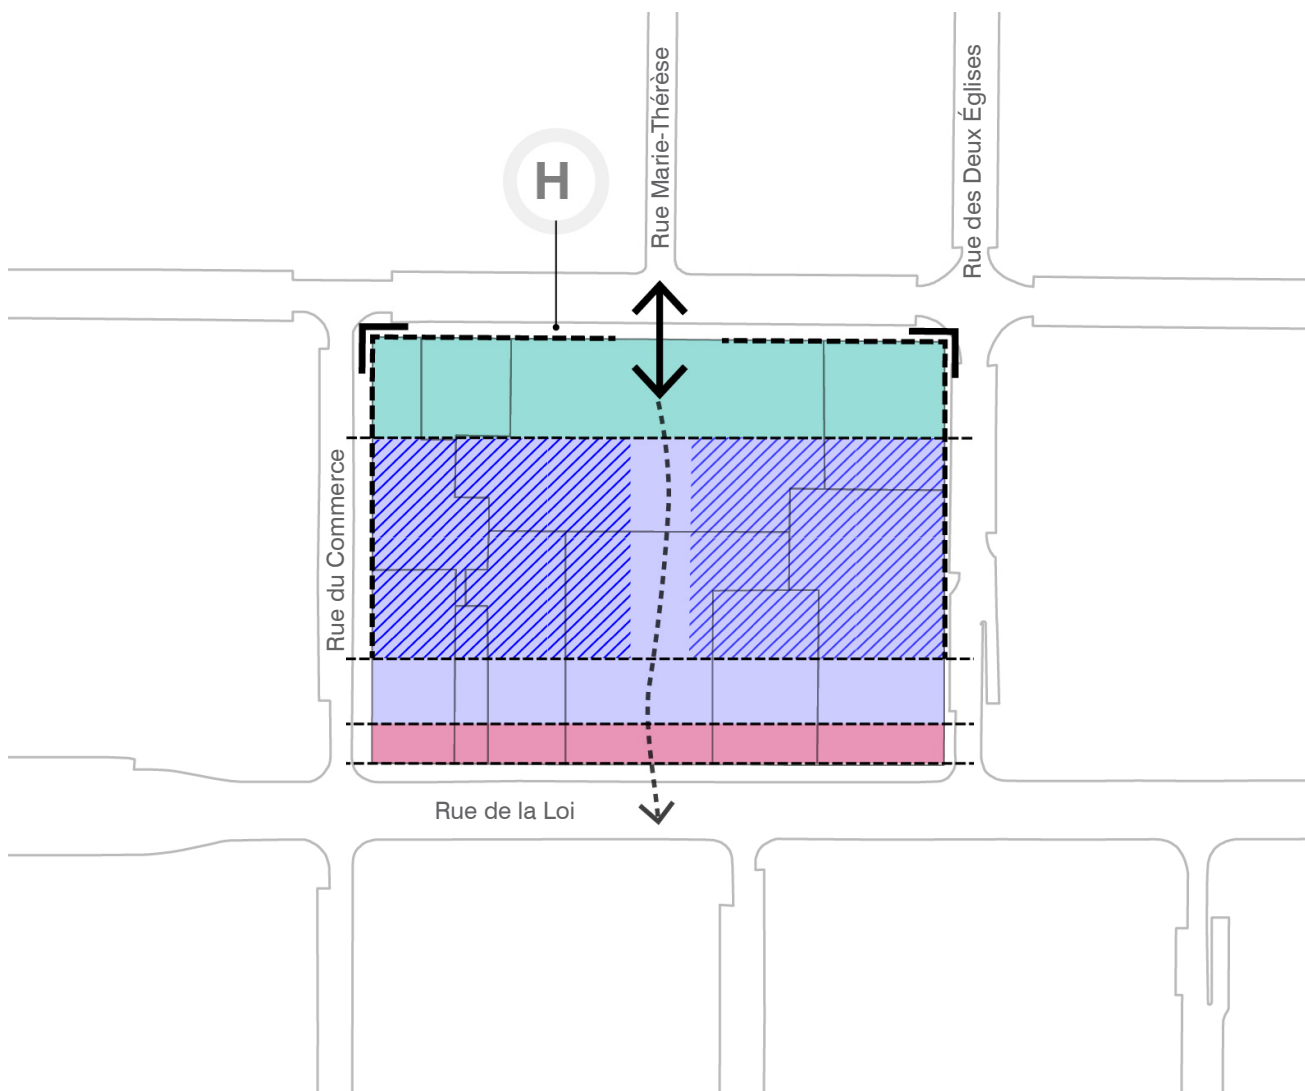 Rue Marie-Thérèse
Rue des Deux Églises
H
Rue du Commerce
Rue de la Loi